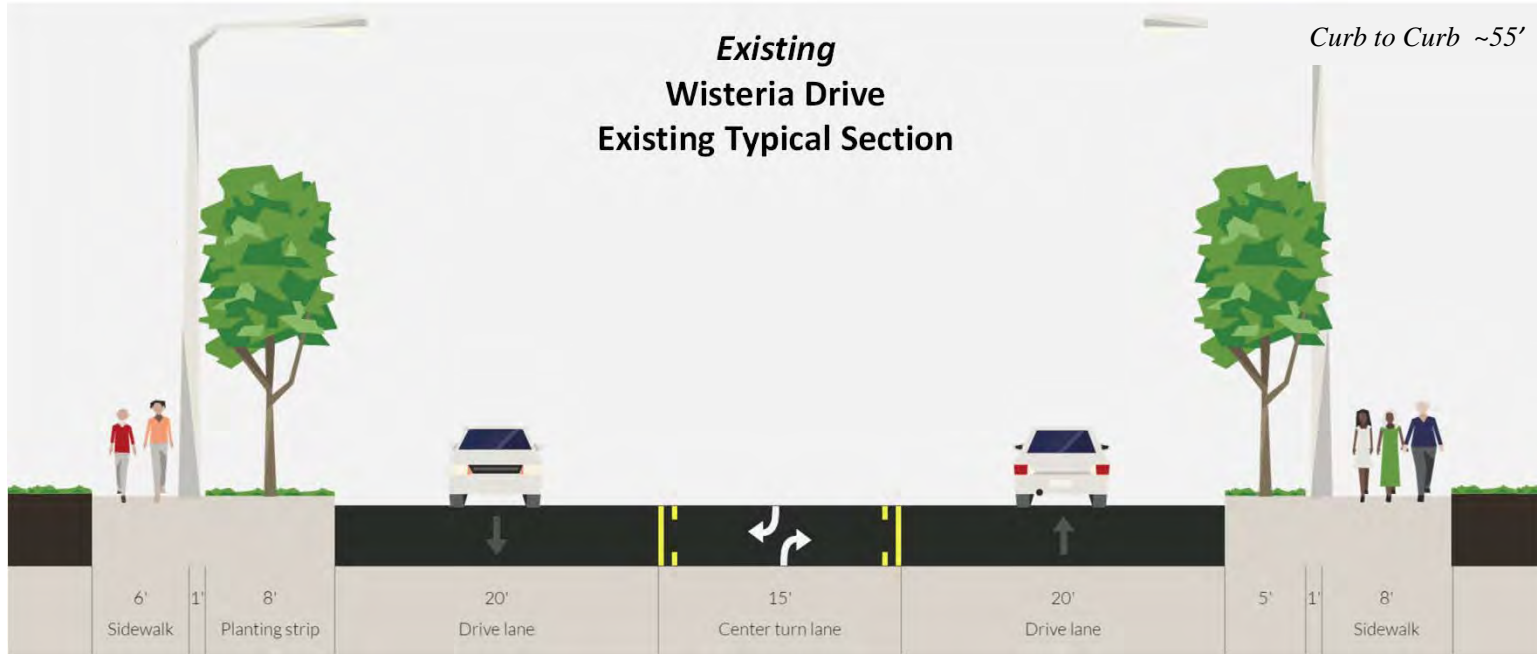 Existing
Wisteria Drive
Existing Typical Section
Curb to Curb ~55'
6' 1' 8' 20' 15' 20' 5' 1' 8'
Sidewalk Planting strip Drive lane Center turn lane Drive lane Sidewalk